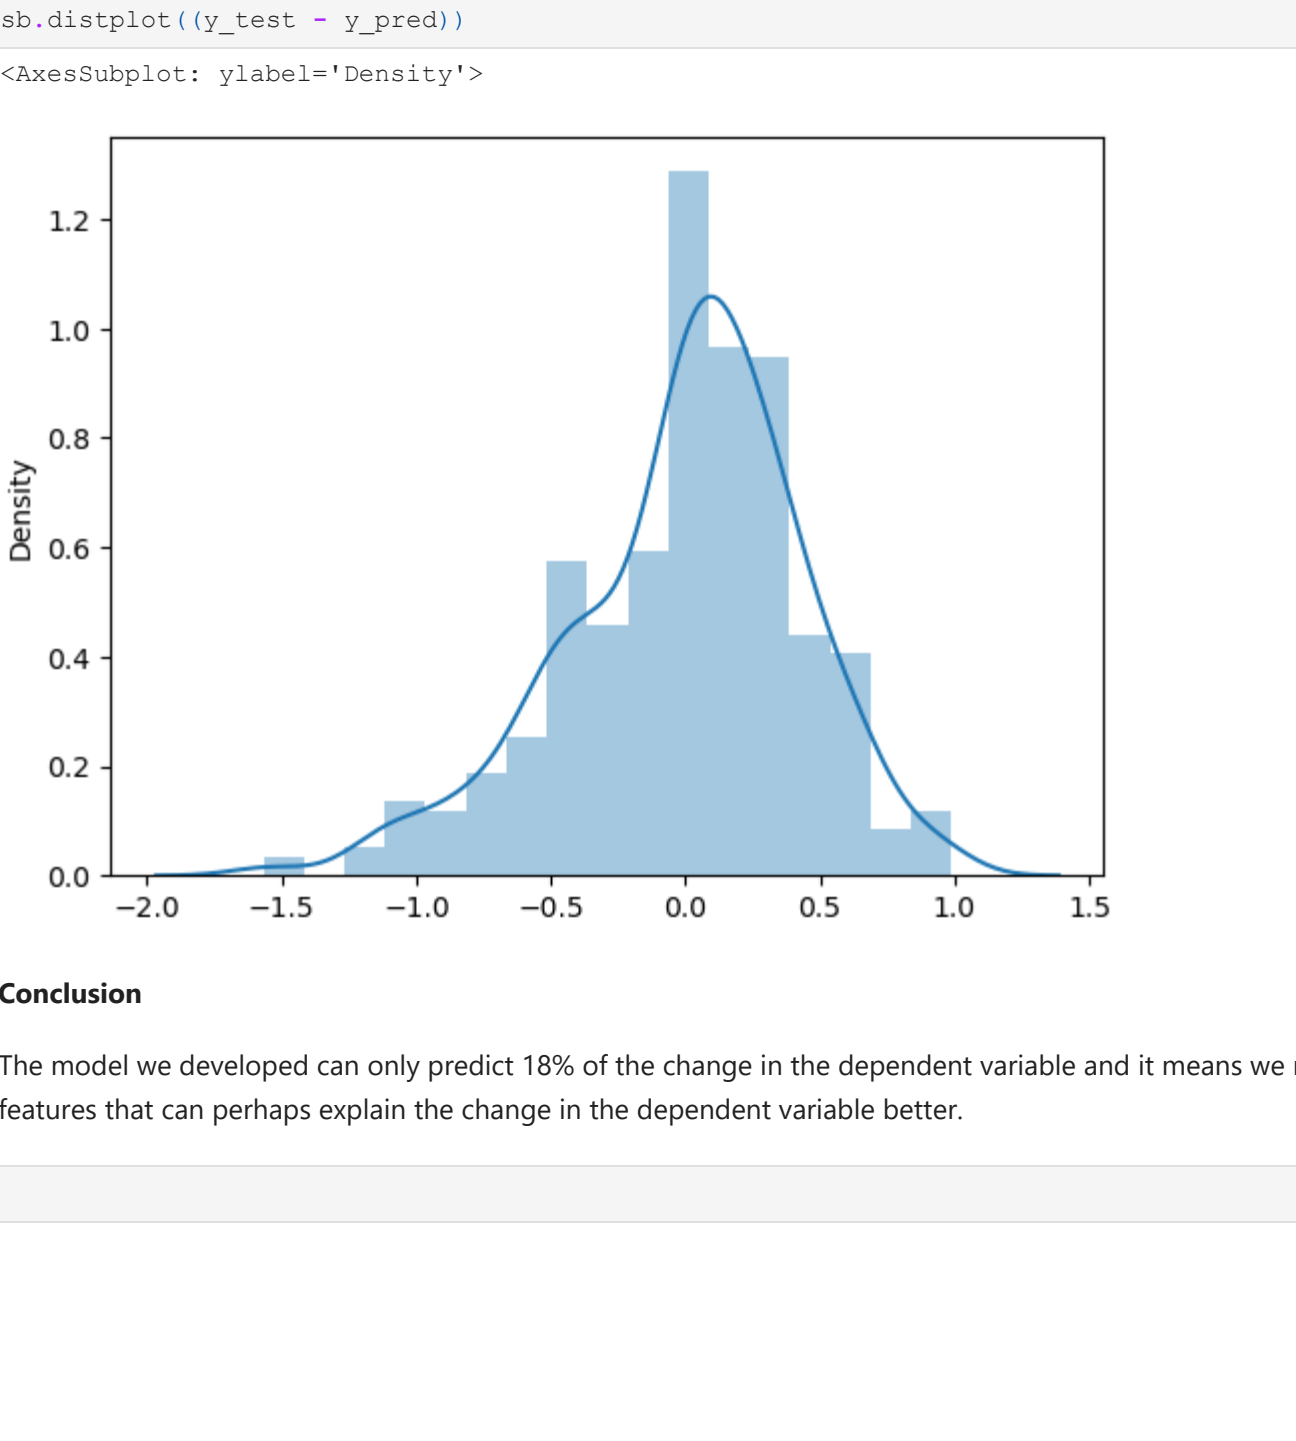 sb.distplot((y_test - y_pred))
<AxesSubplot: ylabel='Density'>
1.2
1.0
0.8
0.6
0.4
0.2
0.0
Density
−2.0 −1.5 −1.0 −0.5 0.0 0.5 1.0 1.5
Conclusion
The model we developed can only predict 18% of the change in the dependent variable and it means we
features that can perhaps explain the change in the dependent variable better.